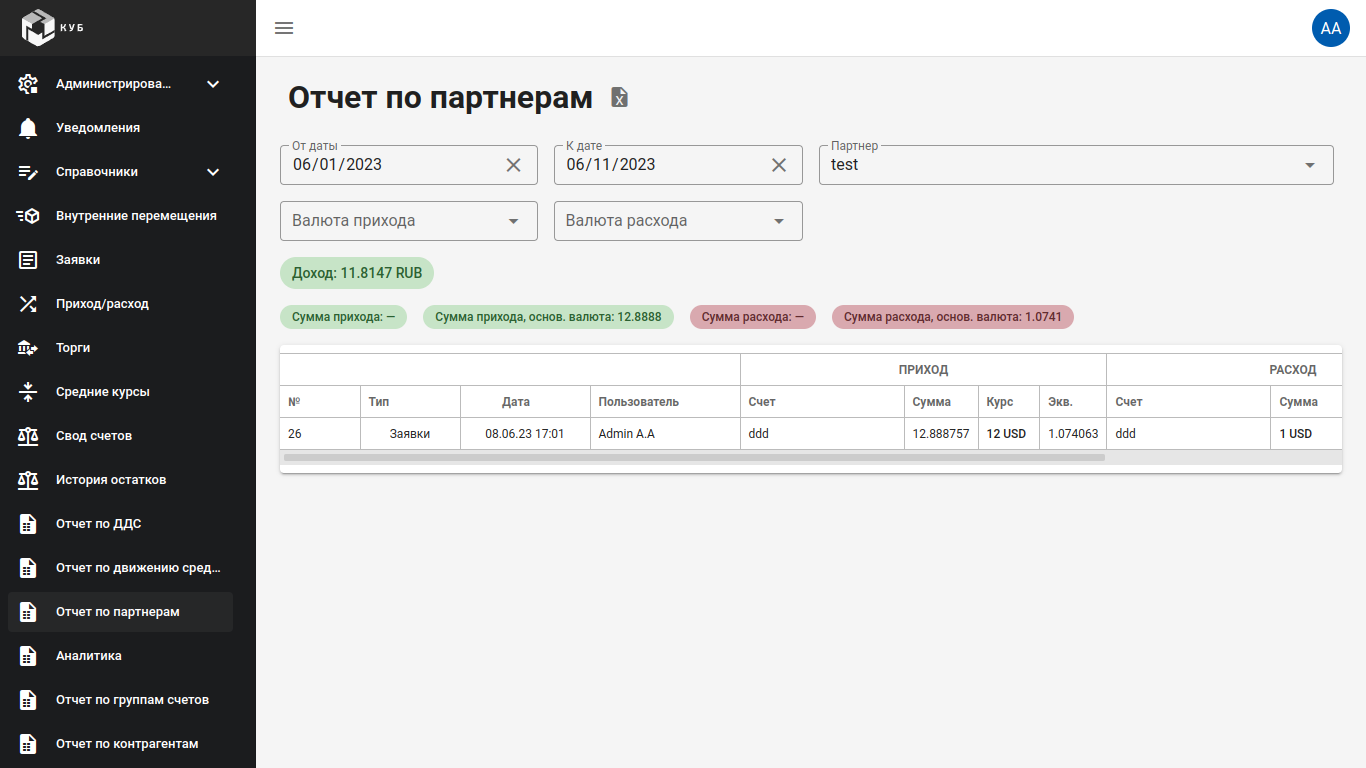 КУБ
AA
Администрирова...
Уведомления
Справочники
Внутренние перемещения
Заявки
Приход/расход
Торги
Средние курсы
Свод счетов
История остатков
Отчет по ДДС
Отчет по движению сред...
Отчет по партнерам
Аналитика
Отчет по группам счетов
Отчет по контрагентам
Отчет по партнерам
От даты
06/01/2023
К дате
06/11/2023
Партнер
test
Валюта прихода
Валюта расхода
Доход: 11.8147 RUB
Сумма прихода: —
Сумма прихода, основ. валюта: 12.8888
Сумма расхода: —
Сумма расхода, основ. валюта: 1.0741
ПРИХОД РАСХОД
№ Тип Дата Пользователь Счет Сумма Курс Экв. Счет Сумма
26 Заявки 08.06.23 17:01 Admin A.A ddd 12.888757 12 USD 1.074063 ddd 1 USD